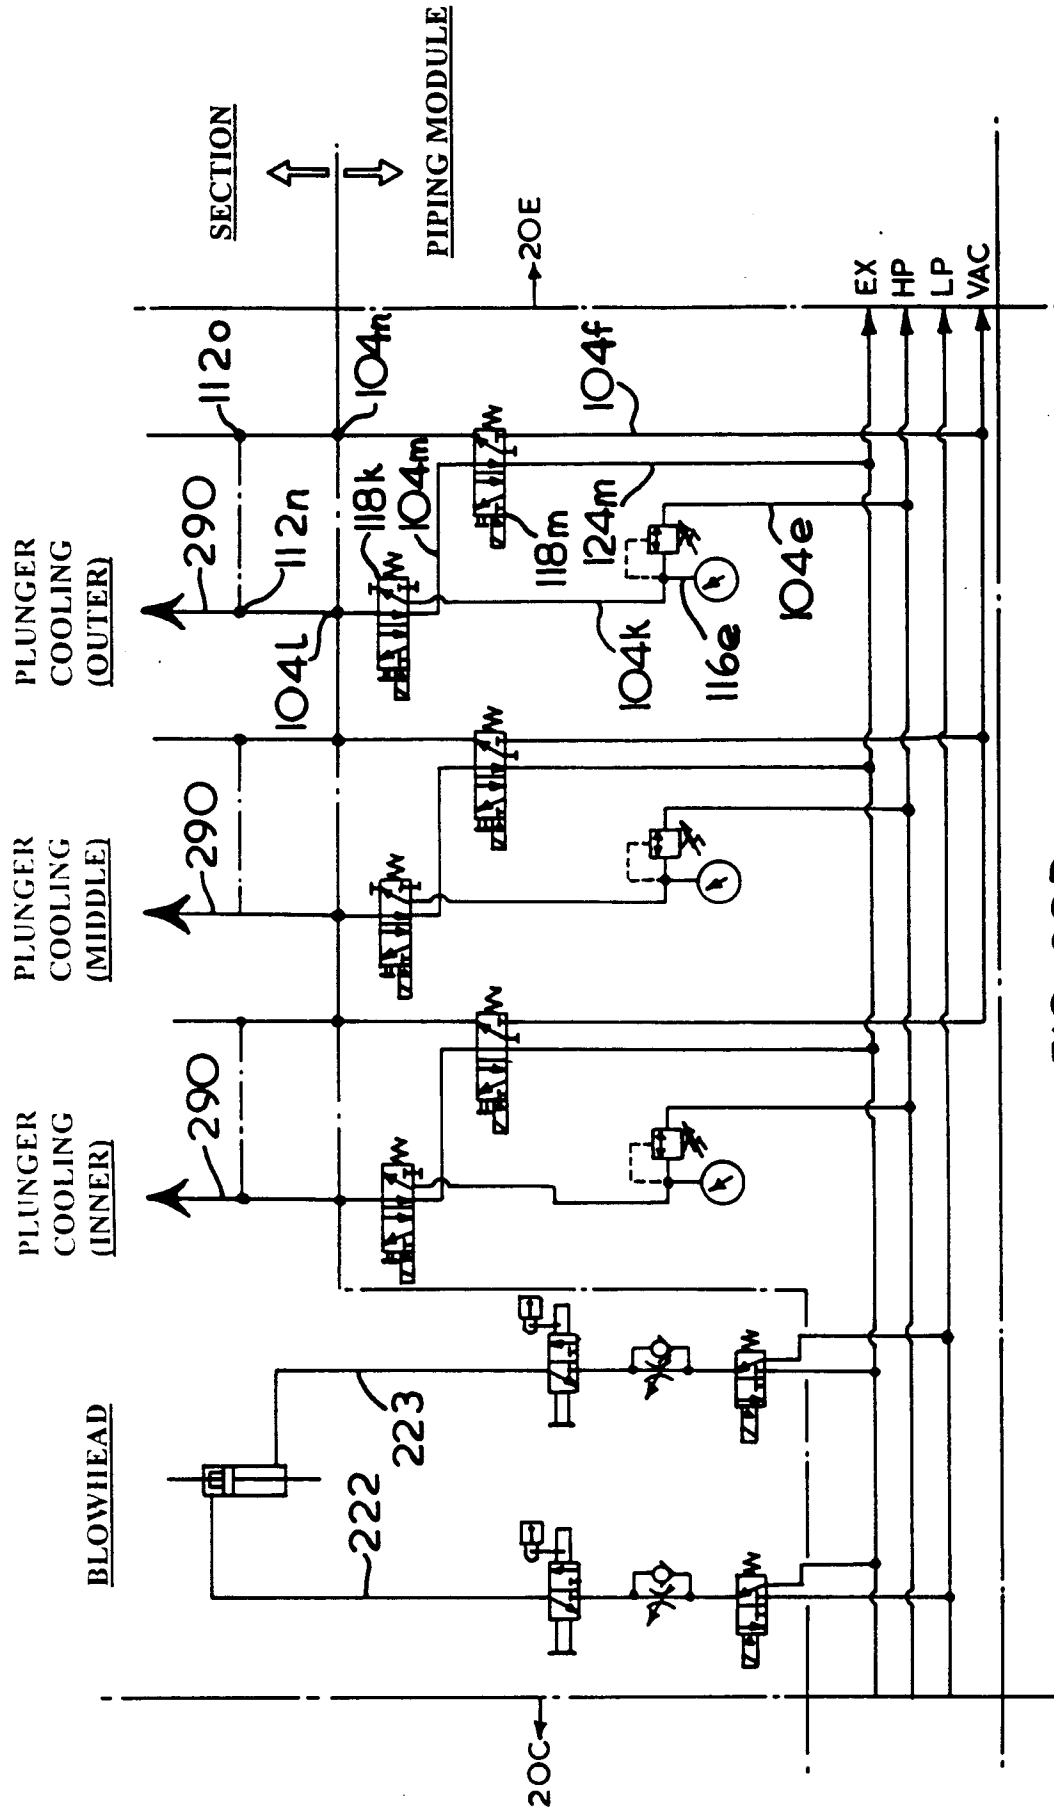 BLOWHEAD
PLUNGER
COOLING
(INNER)
PLUNGER
COOLING
(MIDDLE)
PLUNGER
COOLING
(OUTER)
SECTION
PIPING MODULE
222
223
290
290
290
112n
112o
104l
104n
118k
104m
118m
124m
104f
104k
116e
104e
20C
20E
EX
HP
LP
VAC